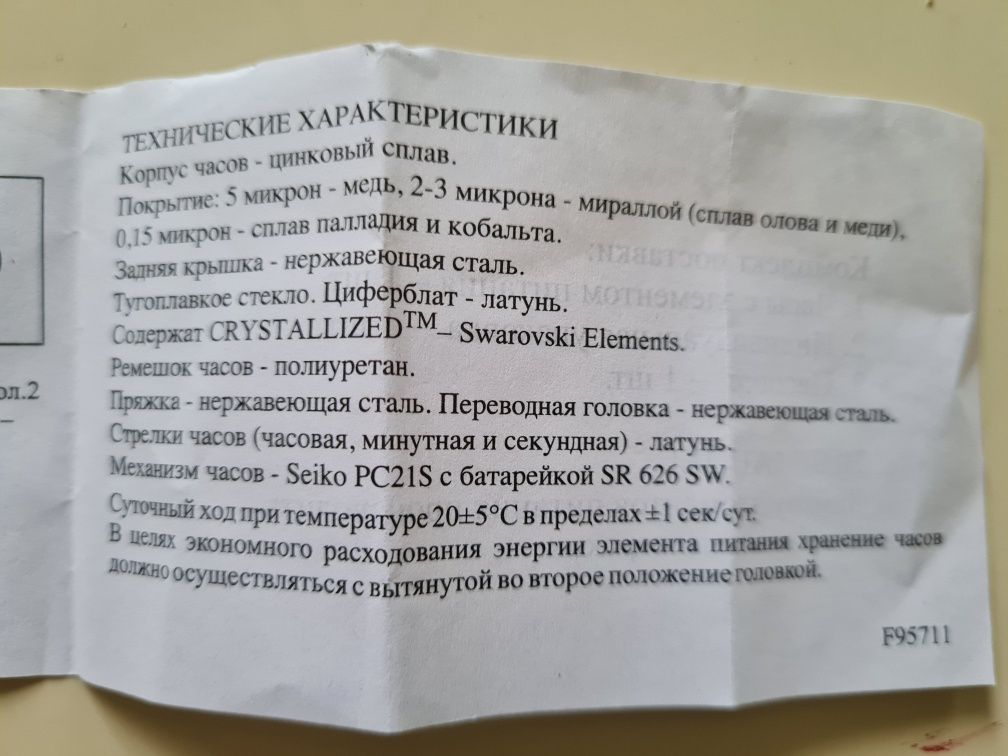 ТЕХНИЧЕСКИЕ ХАРАКТЕРИСТИКИ
Корпус часов - цинковый сплав.
Покрытие: 5 микрон - медь, 2-3 микрона - мираллой (сплав олова и меди),
0,15 микрон - сплав палладия и кобальта.
Задняя крышка - нержавеющая сталь.
Тугоплавкое стекло. Циферблат - латунь.
Содержат CRYSTALLIZED™– Swarovski Elements.
Ремешок часов - полиуретан.
ол.2
Пряжка - нержавеющая сталь. Переводная головка - нержавеющая сталь.
Стрелки часов (часовая, минутная и секундная) - латунь.
Механизм часов - Seiko PC21S с батарейкой SR 626 SW.
Суточный ход при температуре 20±5°С в пределах ±1 сек/сут.
В целях экономного расходования энергии элемента питания хранение часов
должно осуществляться с вытянутой во второе положение головкой.
F95711